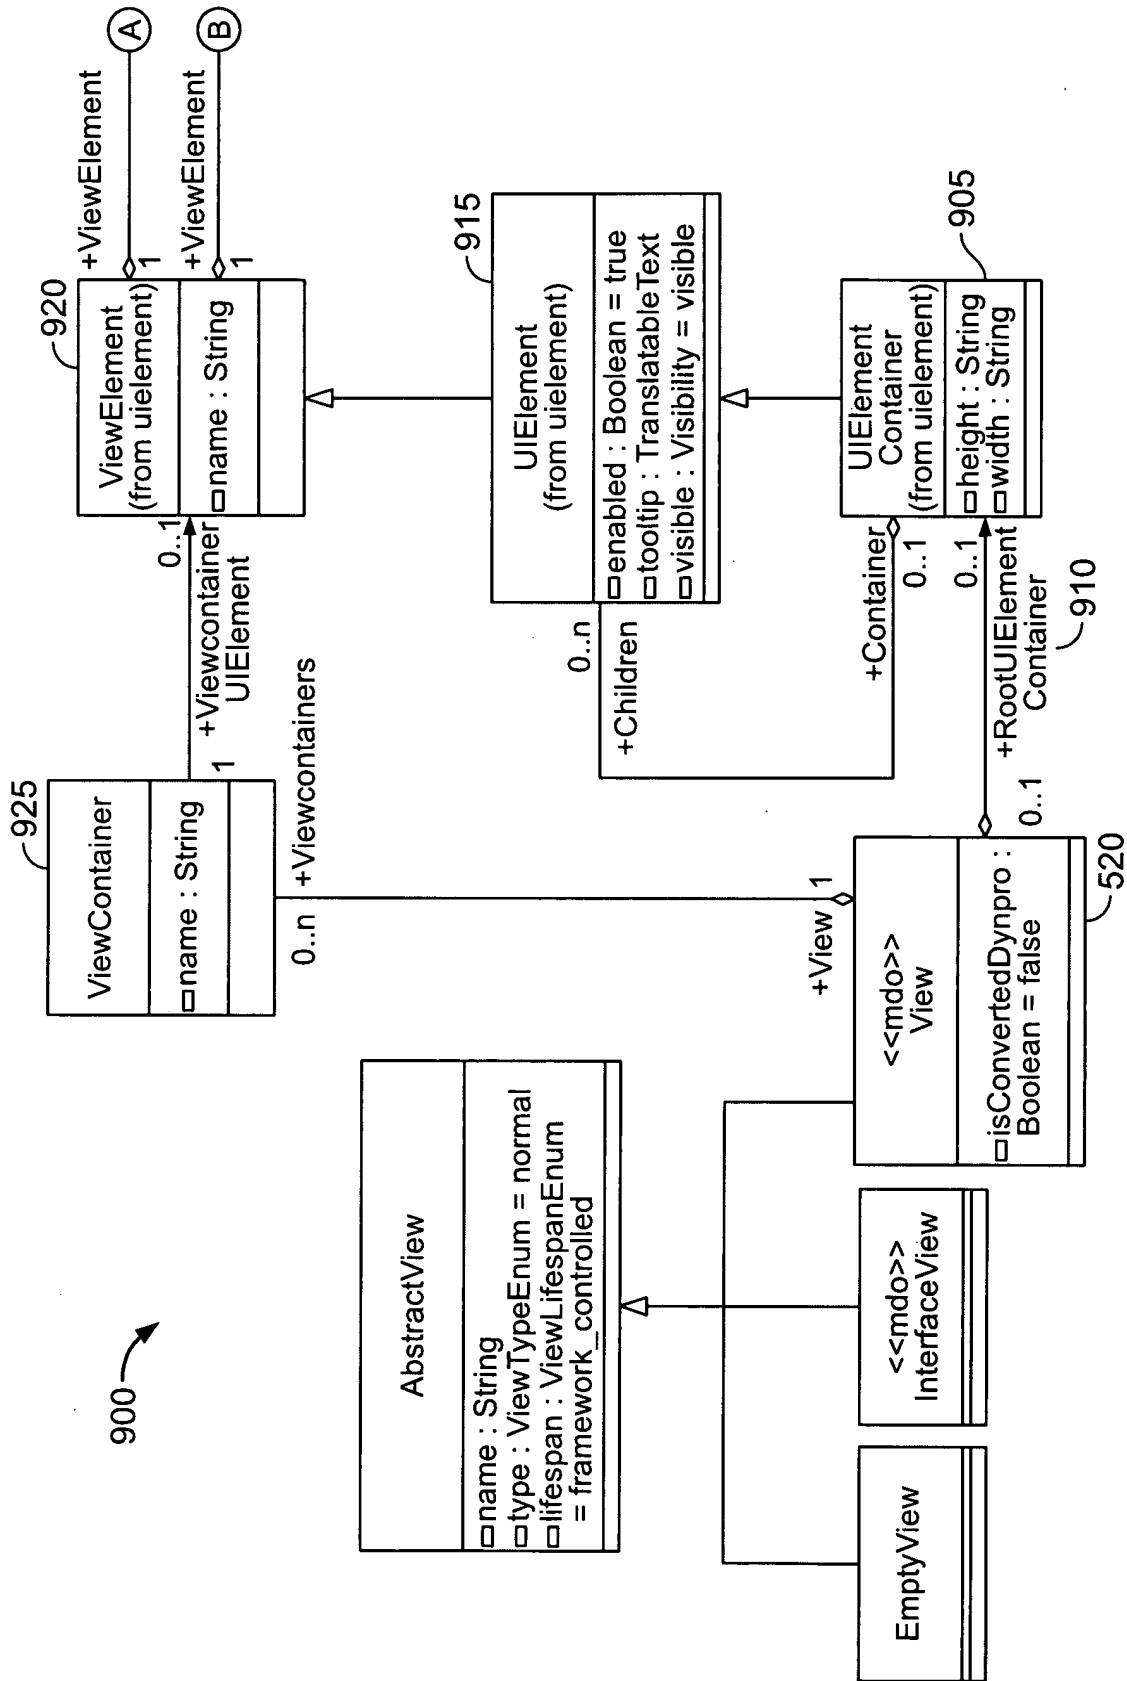 900
AbstractView
name : String
type : ViewTypeEnum = normal
lifespan : ViewLifespanEnum
= framework_controlled
EmptyView
<<mdo>>
InterfaceView
<<mdo>>
View
isConvertedDynpro :
Boolean = false
520
+View
1
0..n
+Viewcontainers
ViewContainer
name : String
925
1
+Viewcontainer
UIElement
0..1
ViewElement
(from uielement)
name : String
920
+ViewElement
1
A
+ViewElement
1
B
UIElement
(from uielement)
enabled : Boolean = true
tooltip : TranslatableText
visible : Visibility = visible
915
0..n
+Children
+Container
0..1
UIElement
Container
(from uielement)
height : String
width : String
905
0..1
+RootUIElement
Container
910
0..1